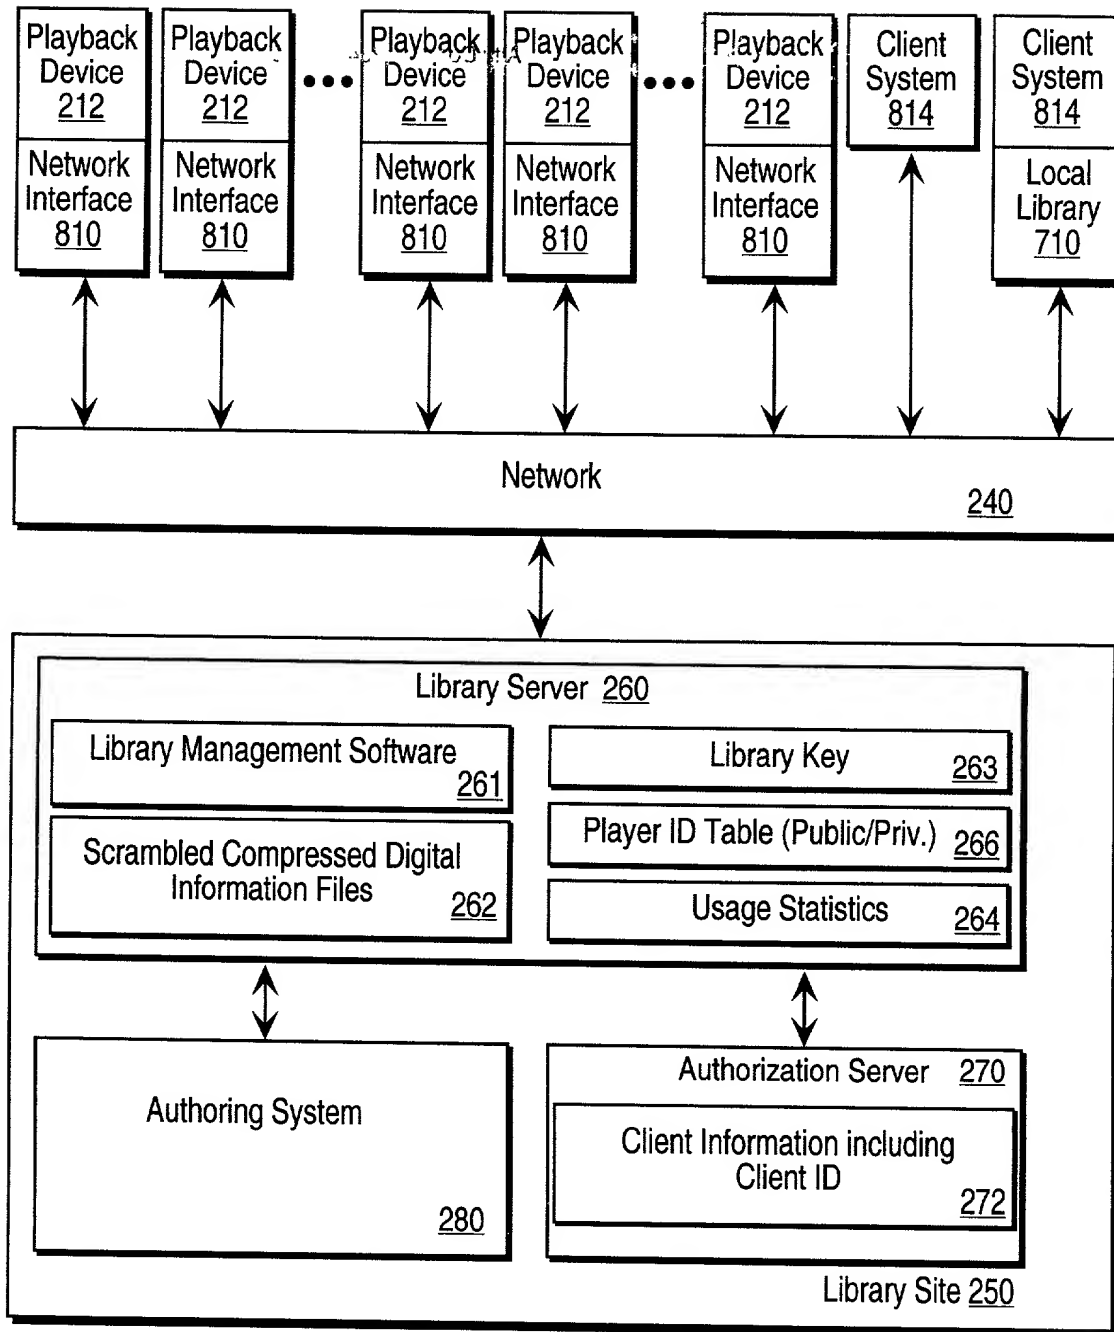 Playback
Device
212
Network
Interface
810
Playback
Device
212
Network
Interface
810
Playback
Device
212
Network
Interface
810
Playback
Device
212
Network
Interface
810
Playback
Device
212
Network
Interface
810
Client
System
814
Client
System
814
Local
Library
710
Network
240
Library Server 260
Library Management Software
261
Scrambled Compressed Digital
Information Files
262
Library Key
263
Player ID Table (Public/Priv.)
266
Usage Statistics
264
Authoring System
280
Authorization Server 270
Client Information including
Client ID
272
Library Site 250